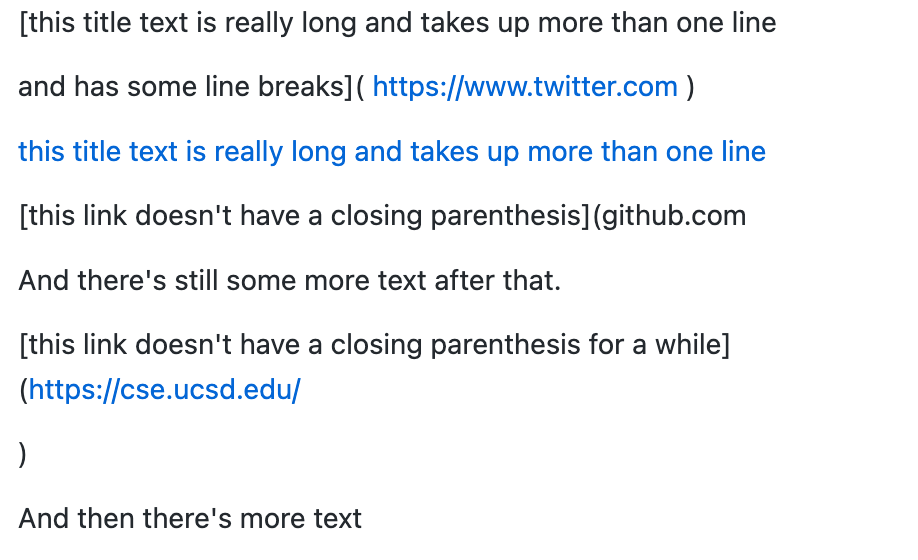 [this title text is really long and takes up more than one line
and has some line breaks]( https://www.twitter.com )
this title text is really long and takes up more than one line
[this link doesn't have a closing parenthesis](github.com
And there's still some more text after that.
[this link doesn't have a closing parenthesis for a while]
(https://cse.ucsd.edu/
)
And then there's more text